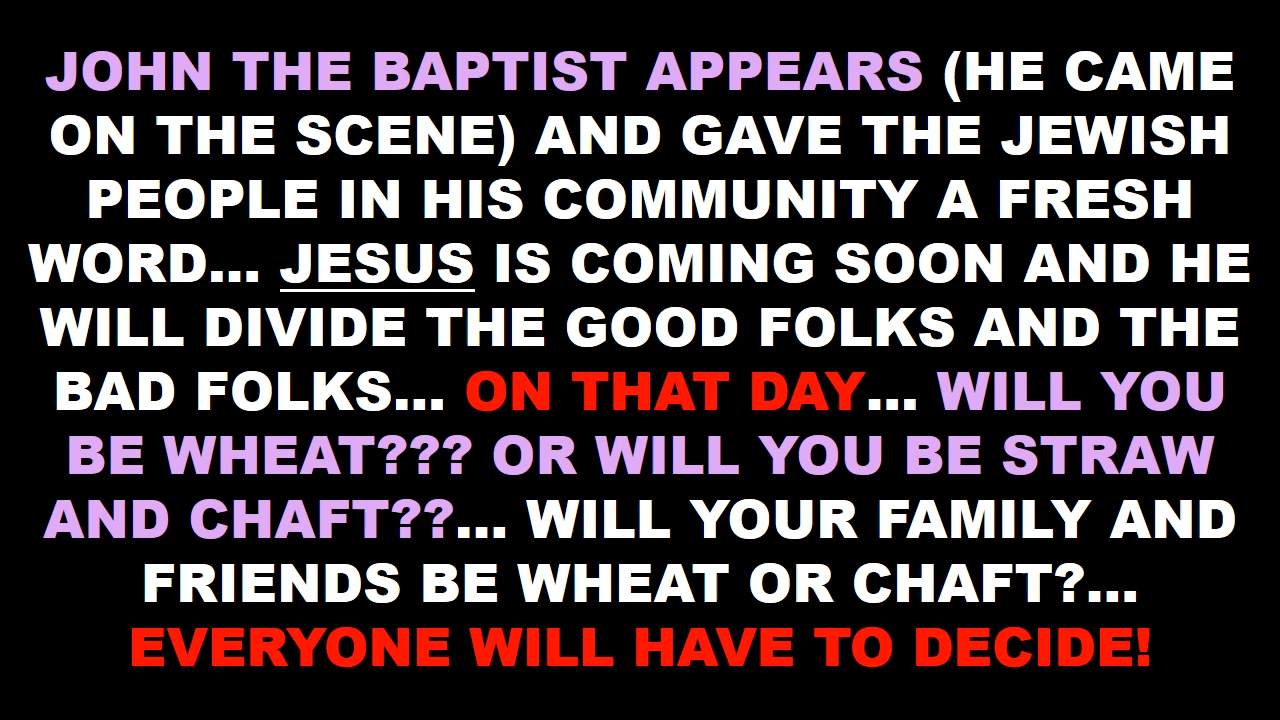 JOHN THE BAPTIST APPEARS (HE CAME
ON THE SCENE) AND GAVE THE JEWISH
PEOPLE IN HIS COMMUNITY A FRESH
WORD... JESUS IS COMING SOON AND HE
WILL DIVIDE THE GOOD FOLKS AND THE
BAD FOLKS... ON THAT DAY... WILL YOU
BE WHEAT??? OR WILL YOU BE STRAW
AND CHAFT??... WILL YOUR FAMILY AND
FRIENDS BE WHEAT OR CHAFT?...
EVERYONE WILL HAVE TO DECIDE!